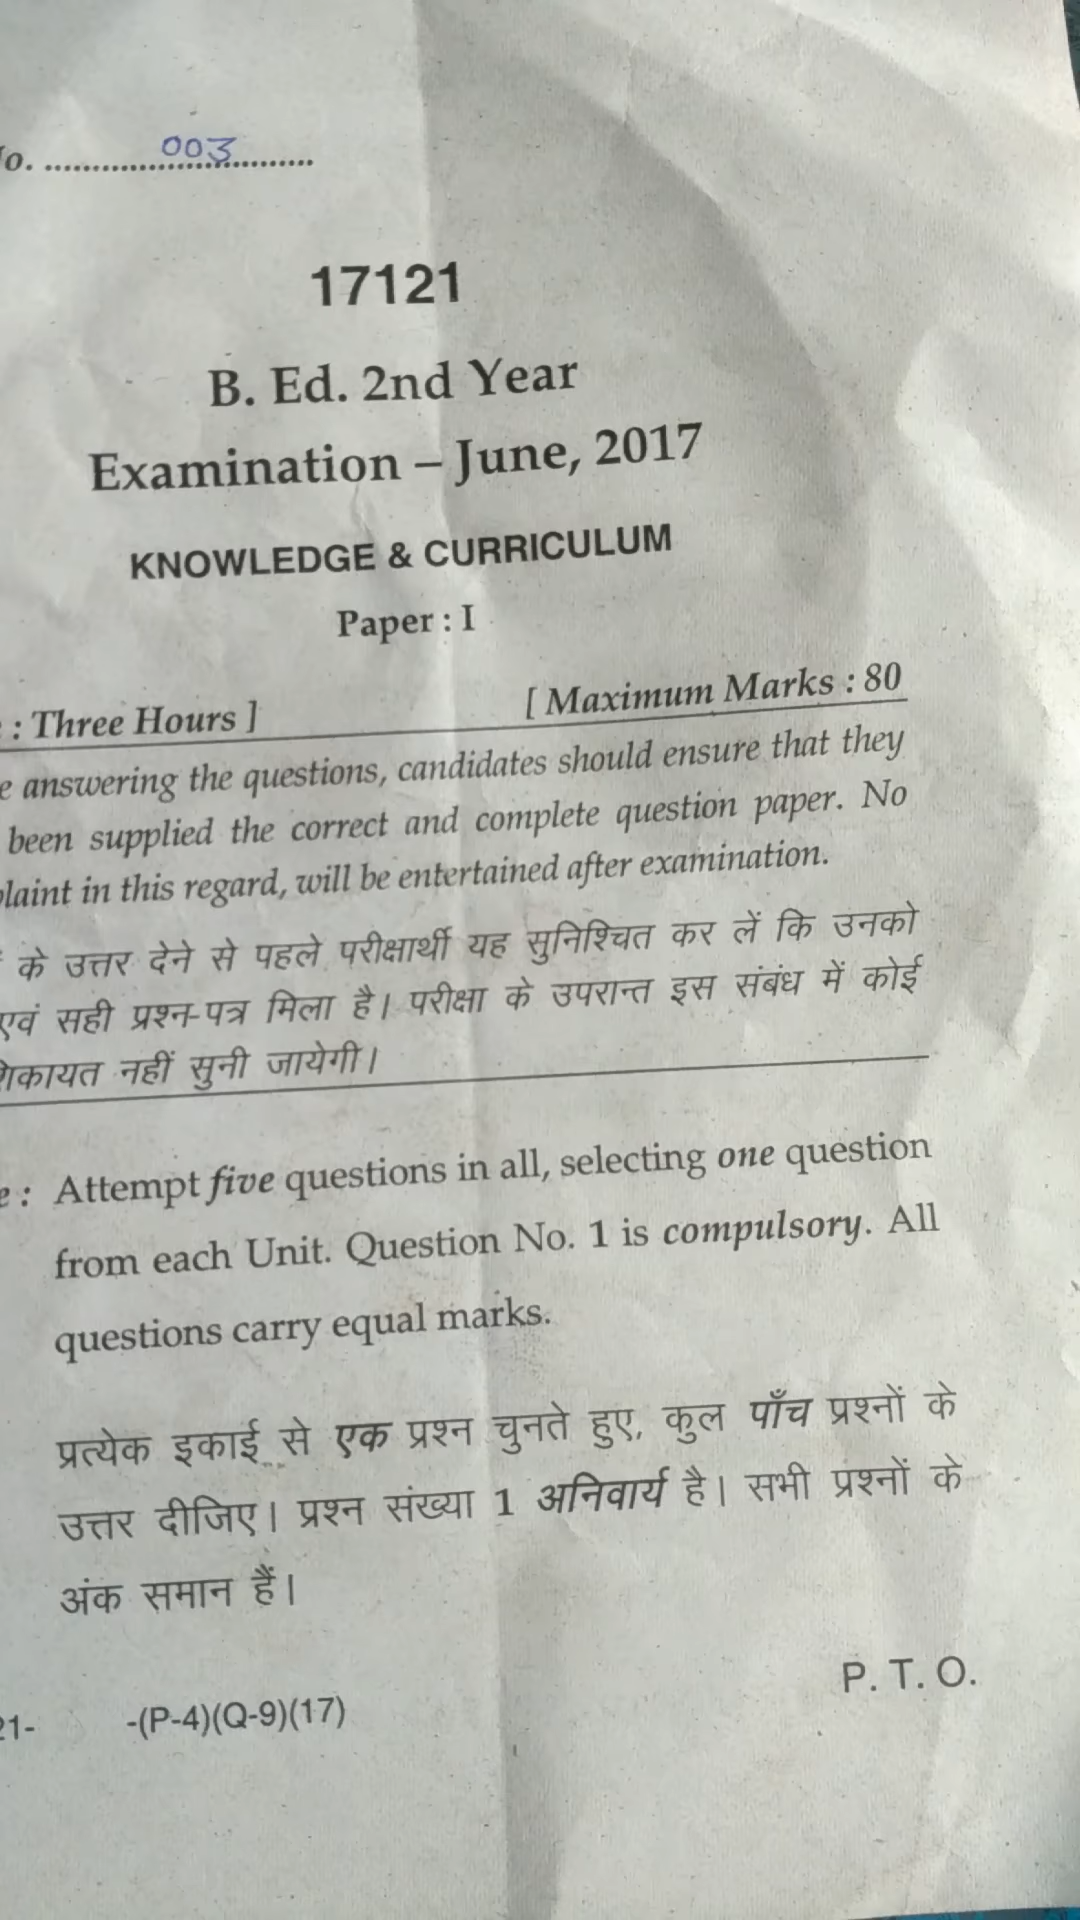 No. .................003.................
17121
B. Ed. 2nd Year
Examination – June, 2017
KNOWLEDGE & CURRICULUM
Paper : I
: Three Hours ] [ Maximum Marks : 80
answering the questions, candidates should ensure that they
been supplied the correct and complete question paper. No
in this regard, will be entertained after examination.
के उत्तर देने से पहले परीक्षार्थी यह सुनिश्चित कर लें कि उनको
एवं सही प्रश्न-पत्र मिला है। परीक्षा के उपरान्त इस संबंध में कोई
नहीं सुनी जायेगी।
: Attempt five questions in all, selecting one question
from each Unit. Question No. 1 is compulsory. All
questions carry equal marks.
प्रत्येक इकाई से एक प्रश्न चुनते हुए, कुल पाँच प्रश्नों के
उत्तर दीजिए। प्रश्न संख्या 1 अनिवार्य है। सभी प्रश्नों के
अंक समान हैं।
21- -(P-4)(Q-9)(17) P. T. O.